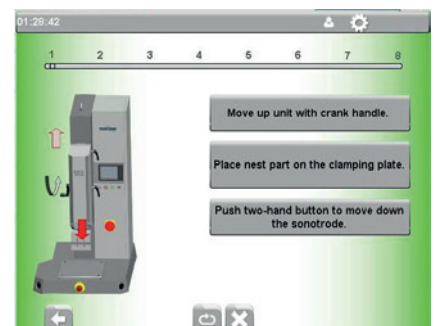 01:28:42
1 2 3 4 5 6 7 8
Move up unit with crank handle.
Place nest part on the clamping plate.
Push two-hand button to move down
the sonotrode.